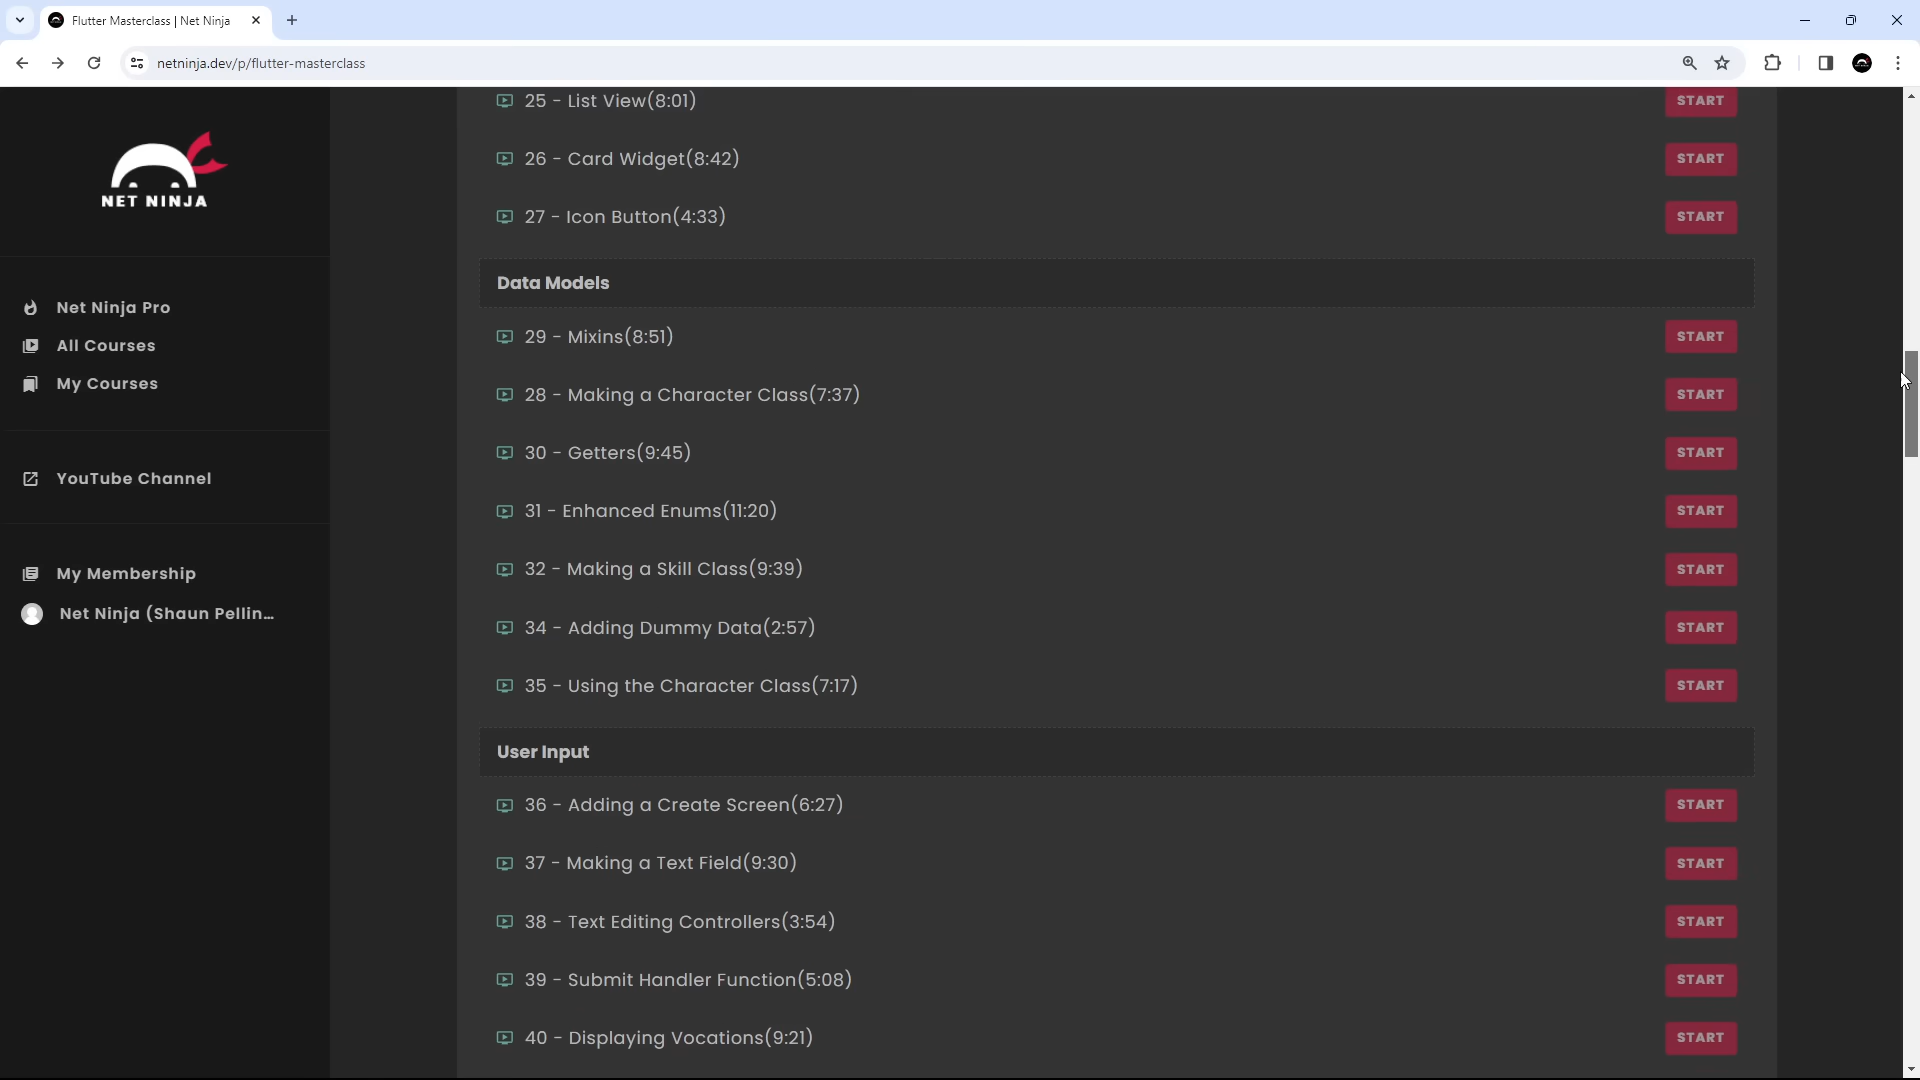 Flutter Masterclass | Net Ninja
netninja.dev/p/flutter-masterclass
NET NINJA
Net Ninja Pro
All Courses
My Courses
YouTube Channel
My Membership
Net Ninja (Shaun Pellin...
25 - List View(8:01) START
26 - Card Widget(8:42) START
27 - Icon Button(4:33) START
Data Models
29 - Mixins(8:51) START
28 - Making a Character Class(7:37) START
30 - Getters(9:45) START
31 - Enhanced Enums(11:20) START
32 - Making a Skill Class(9:39) START
34 - Adding Dummy Data(2:57) START
35 - Using the Character Class(7:17) START
User Input
36 - Adding a Create Screen(6:27) START
37 - Making a Text Field(9:30) START
38 - Text Editing Controllers(3:54) START
39 - Submit Handler Function(5:08) START
40 - Displaying Vocations(9:21) START